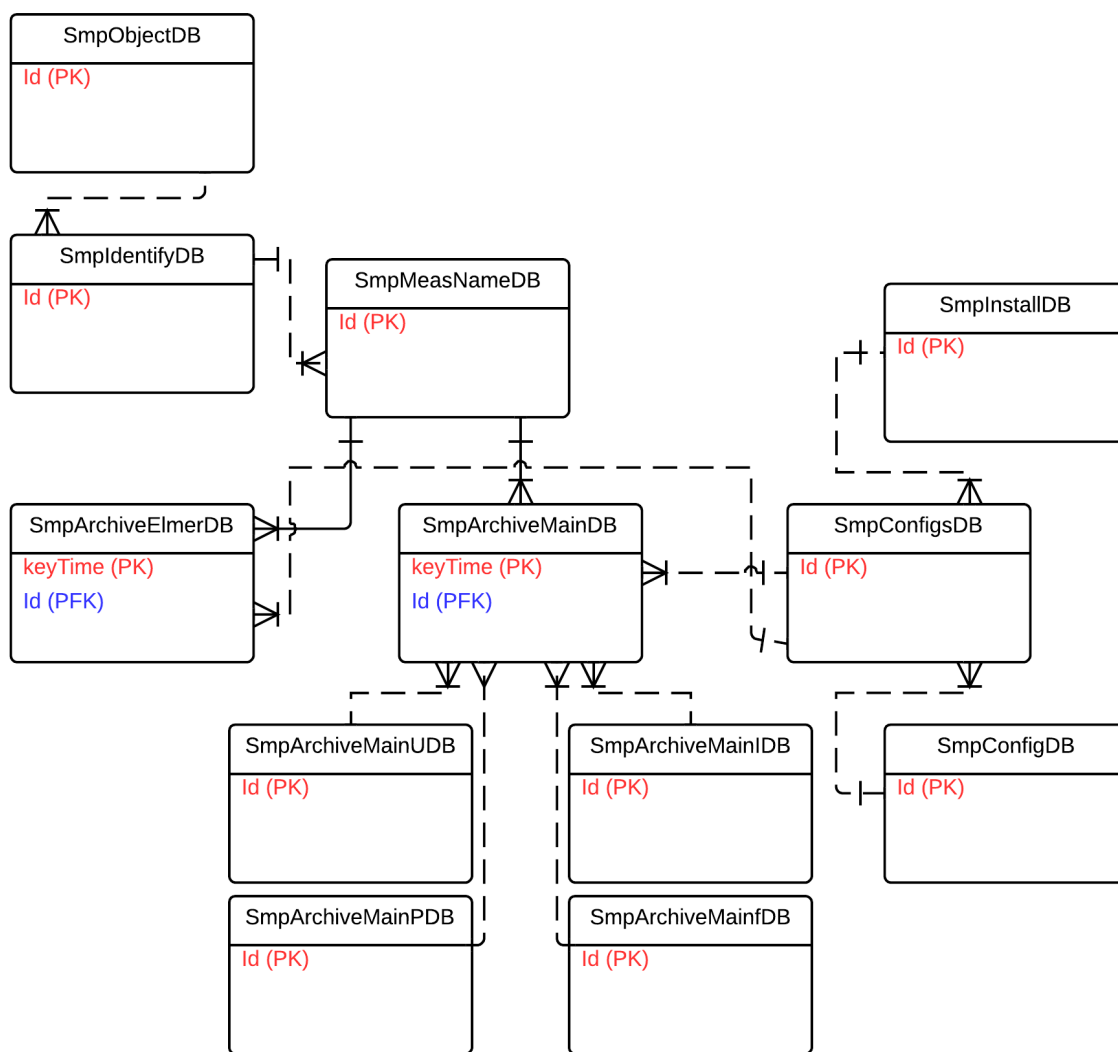 SmpObjectDB
Id (PK)
SmpIdentifyDB
Id (PK)
SmpMeasNameDB
Id (PK)
SmpInstallDB
Id (PK)
SmpArchiveElmerDB
keyTime (PK)
Id (PFK)
SmpArchiveMainDB
keyTime (PK)
Id (PFK)
SmpConfigsDB
Id (PK)
SmpArchiveMainUDB
Id (PK)
SmpArchiveMainIDB
Id (PK)
SmpConfigDB
Id (PK)
SmpArchiveMainPDB
Id (PK)
SmpArchiveMainfDB
Id (PK)